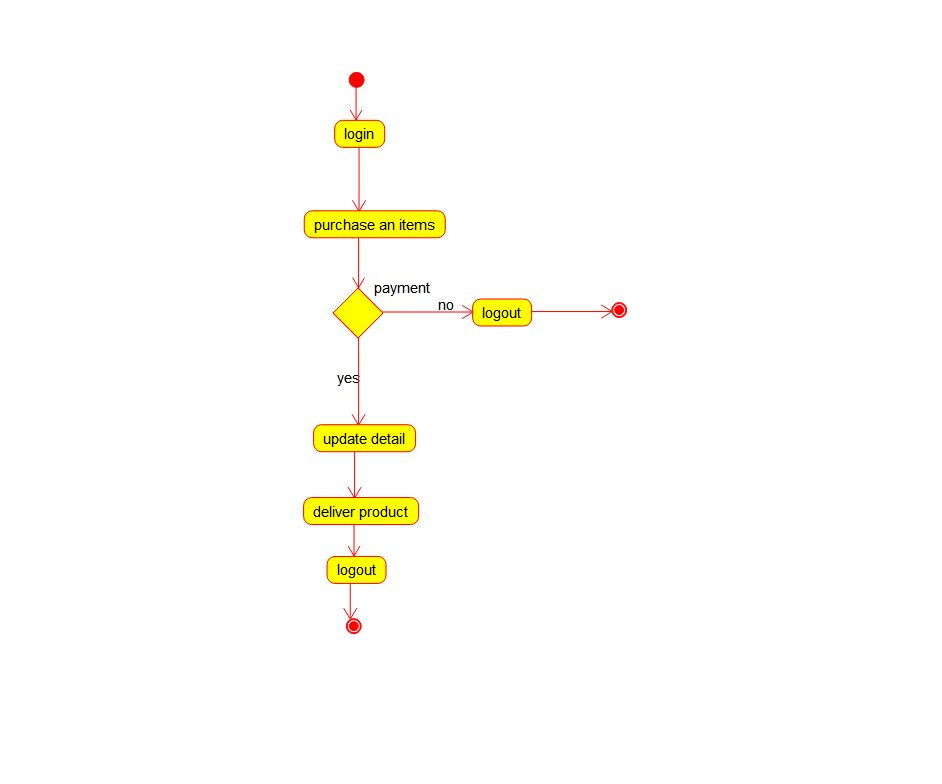 login
purchase an items
payment
no
logout
yes
update detail
deliver product
logout